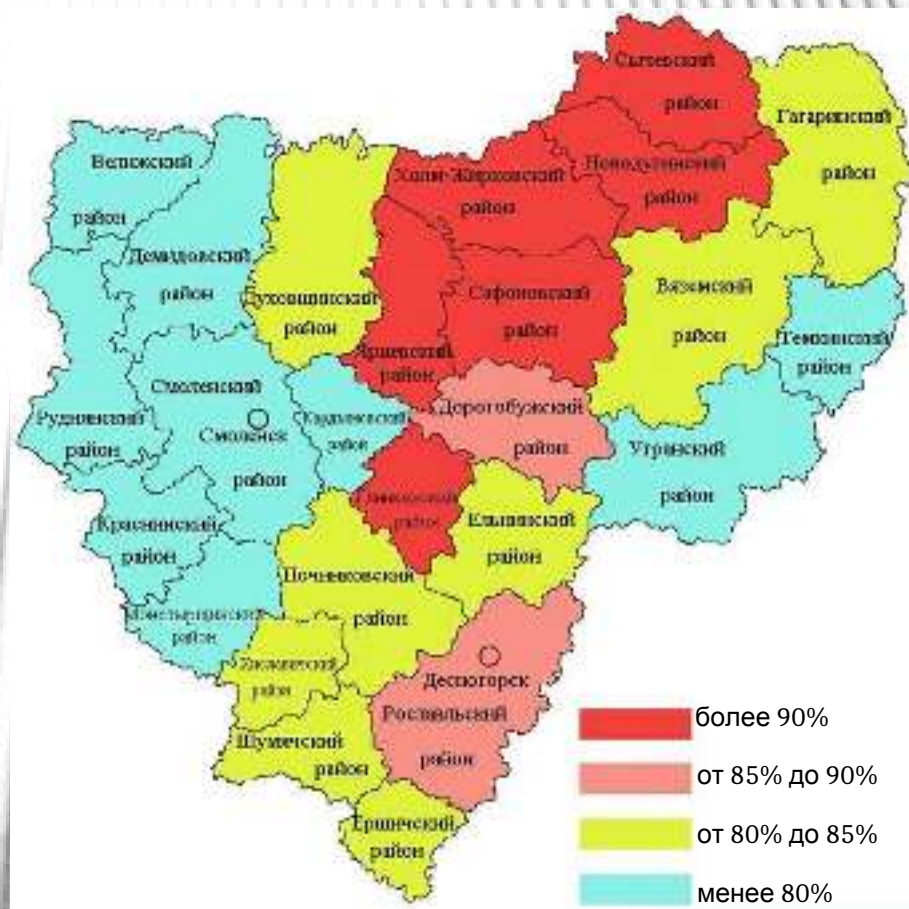 Сычевский
район
Гагаринский
район
Новодугинский
район
Холм-Жирковский
район
Велижский
район
Демидовский
район
Духовщинский
район
Сафоновский
район
Вяземский
район
Темкинский
район
Ярцевский
район
Смоленский
Смоленск
район
Руднянский
район
Кардымовский
район
Дорогобужский
район
Угранский
район
Глинковский
район
Ельнинский
район
Краснинский
район
Починковский
район
Монастырщинский
район
Хиславичский
район
Десногорск
Рославльский
район
Шумячский
район
Ершичский
район
более 90%
от 85% до 90%
от 80% до 85%
менее 80%